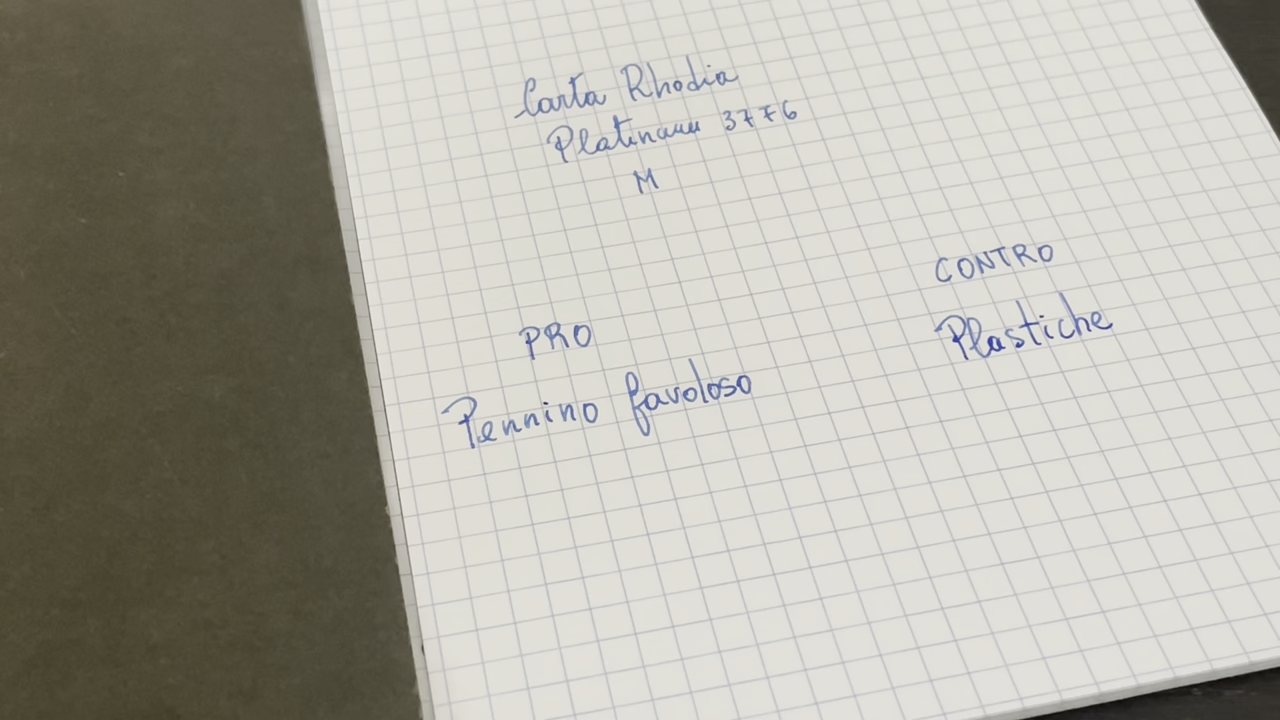 Carta Rhodia
Platinum 3776
M
PRO
Pennino favoloso
CONTRO
Plastiche